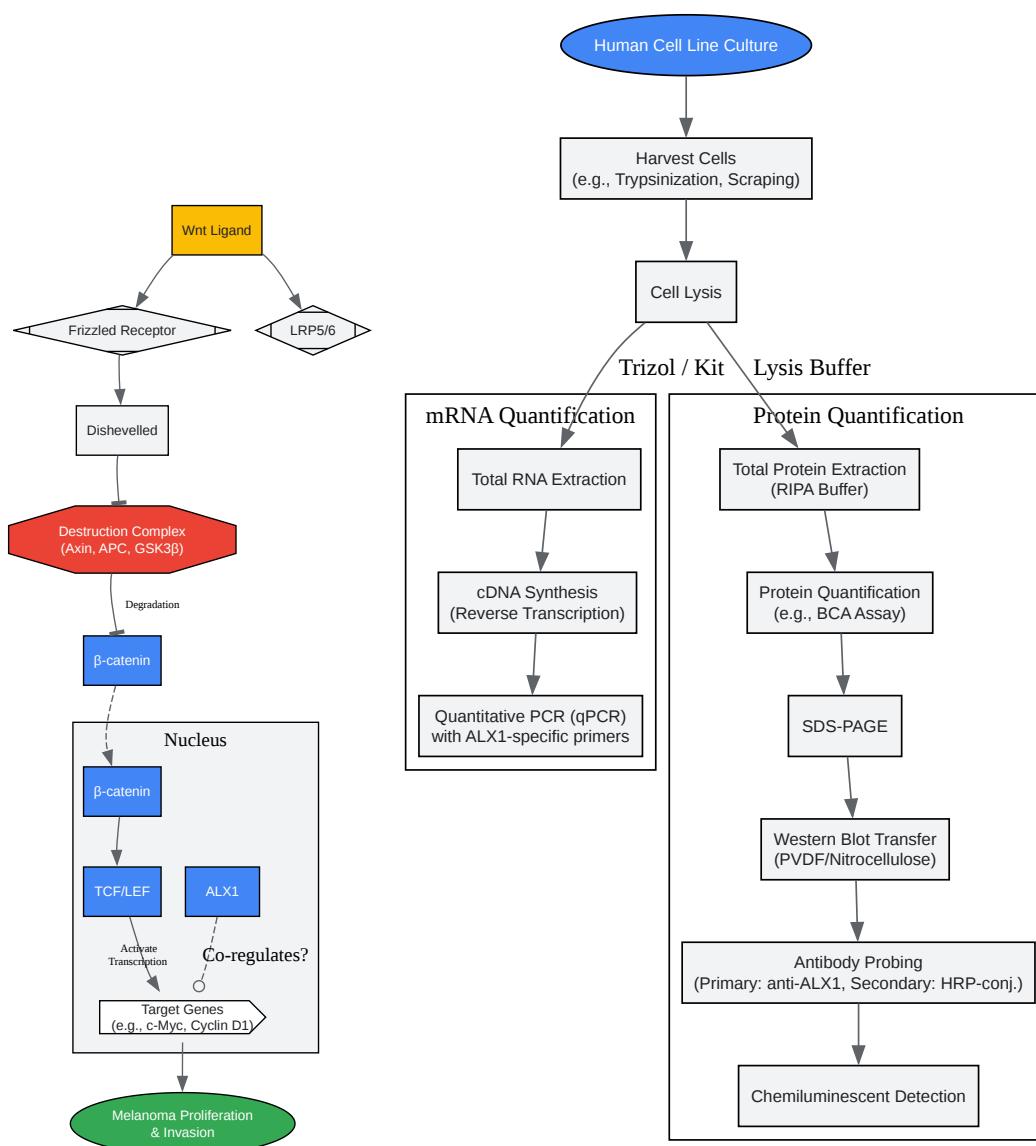 Wnt Ligand
Frizzled Receptor
LRP5/6
Dishevelled
Destruction Complex
(Axin, APC, GSK3β)
Degradation
β-catenin
Nucleus
β-catenin
TCF/LEF
ALX1
Activate
Transcription
Co-regulates?
Target Genes
(e.g., c-Myc, Cyclin D1)
Melanoma Proliferation
& Invasion
Human Cell Line Culture
Harvest Cells
(e.g., Trypsinization, Scraping)
Cell Lysis
Trizol / Kit
Lysis Buffer
mRNA Quantification
Total RNA Extraction
cDNA Synthesis
(Reverse Transcription)
Quantitative PCR (qPCR)
with ALX1-specific primers
Protein Quantification
Total Protein Extraction
(RIPA Buffer)
Protein Quantification
(e.g., BCA Assay)
SDS-PAGE
Western Blot Transfer
(PVDF/Nitrocellulose)
Antibody Probing
(Primary: anti-ALX1, Secondary: HRP-conj.)
Chemiluminescent Detection